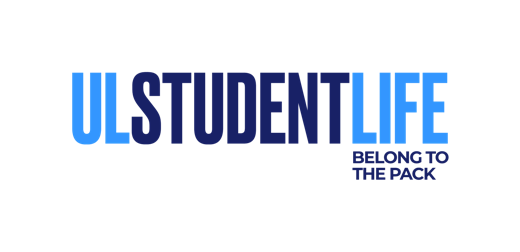 ULSTUDENTLIFE
BELONG TO
THE PACK